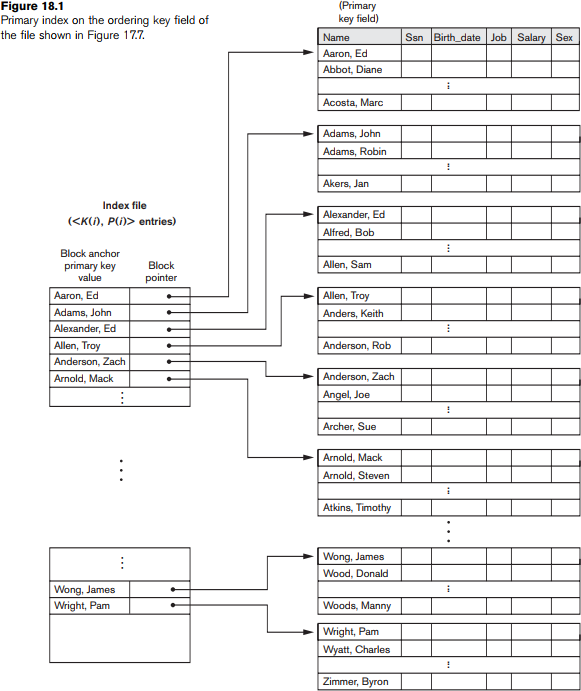 Figure 18.1
Primary index on the ordering key field of
the file shown in Figure 17.7.
(Primary
key field)
Name Ssn Birth_date Job Salary Sex
Aaron, Ed
Abbot, Diane
⋮
Acosta, Marc
Adams, John
Adams, Robin
⋮
Akers, Jan
Alexander, Ed
Alfred, Bob
⋮
Allen, Sam
Allen, Troy
Anders, Keith
⋮
Anderson, Rob
Anderson, Zach
Angel, Joe
⋮
Archer, Sue
Arnold, Mack
Arnold, Steven
⋮
Atkins, Timothy
⋮
Wong, James
Wood, Donald
⋮
Woods, Manny
Wright, Pam
Wyatt, Charles
⋮
Zimmer, Byron
Index file
(<K(i), P(i)> entries)
Block anchor
primary key
value
Block
pointer
Aaron, Ed
Adams, John
Alexander, Ed
Allen, Troy
Anderson, Zach
Arnold, Mack
⋮
⋮
⋮
Wong, James
Wright, Pam